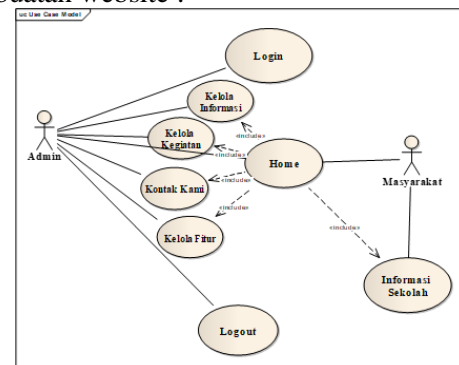 uc Use Case Model
Login
Kelola
Informasi
«include»
Kelola
Kegiatan
«include»
Admin
Home
Masyarakat
«include»
Kontak Kami
«include»
Kelola Fitur
«include»
Informasi
Sekolah
Logout